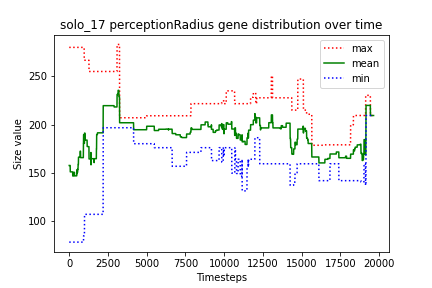 solo_17 perceptionRadius gene distribution over time
max
mean
min
Size value
250
200
150
100
0
2500
5000
7500
10000
12500
15000
17500
20000
Timesteps